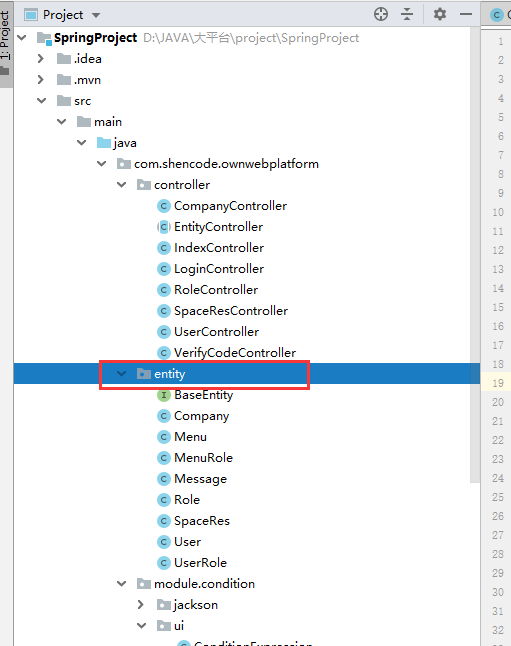 Project
1: Project
SpringProject D:\JAVA\大平台\project\SpringProject
.idea
.mvn
src
main
java
com.shencode.ownwebplatform
controller
CompanyController
EntityController
IndexController
LoginController
RoleController
SpaceResController
UserController
VerifyCodeController
entity
BaseEntity
Company
Menu
MenuRole
Message
Role
SpaceRes
User
UserRole
module.condition
jackson
ui
ConditionExpression
1
2
3
4
5
6
7
8
9
10
11
12
13
14
15
16
17
18
19
20
21
22
23
24
25
26
27
28
29
30
31
32